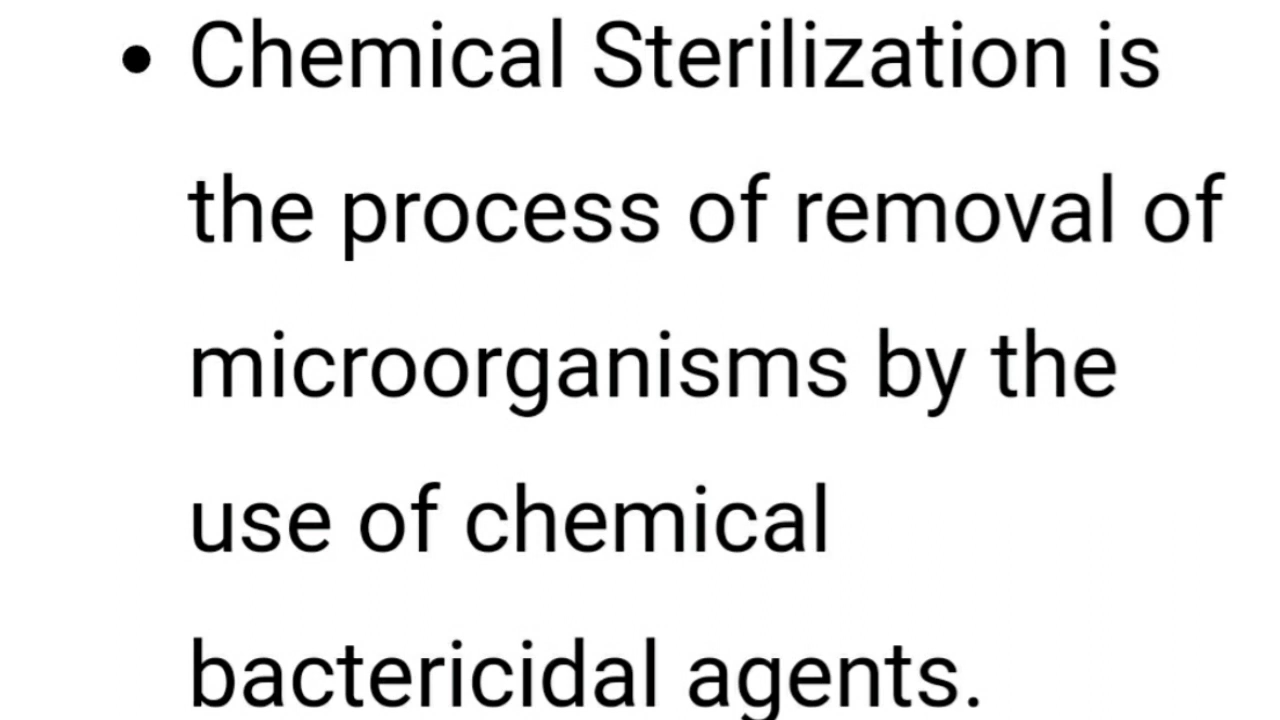 • Chemical Sterilization is
the process of removal of
microorganisms by the
use of chemical
bactericidal agents.